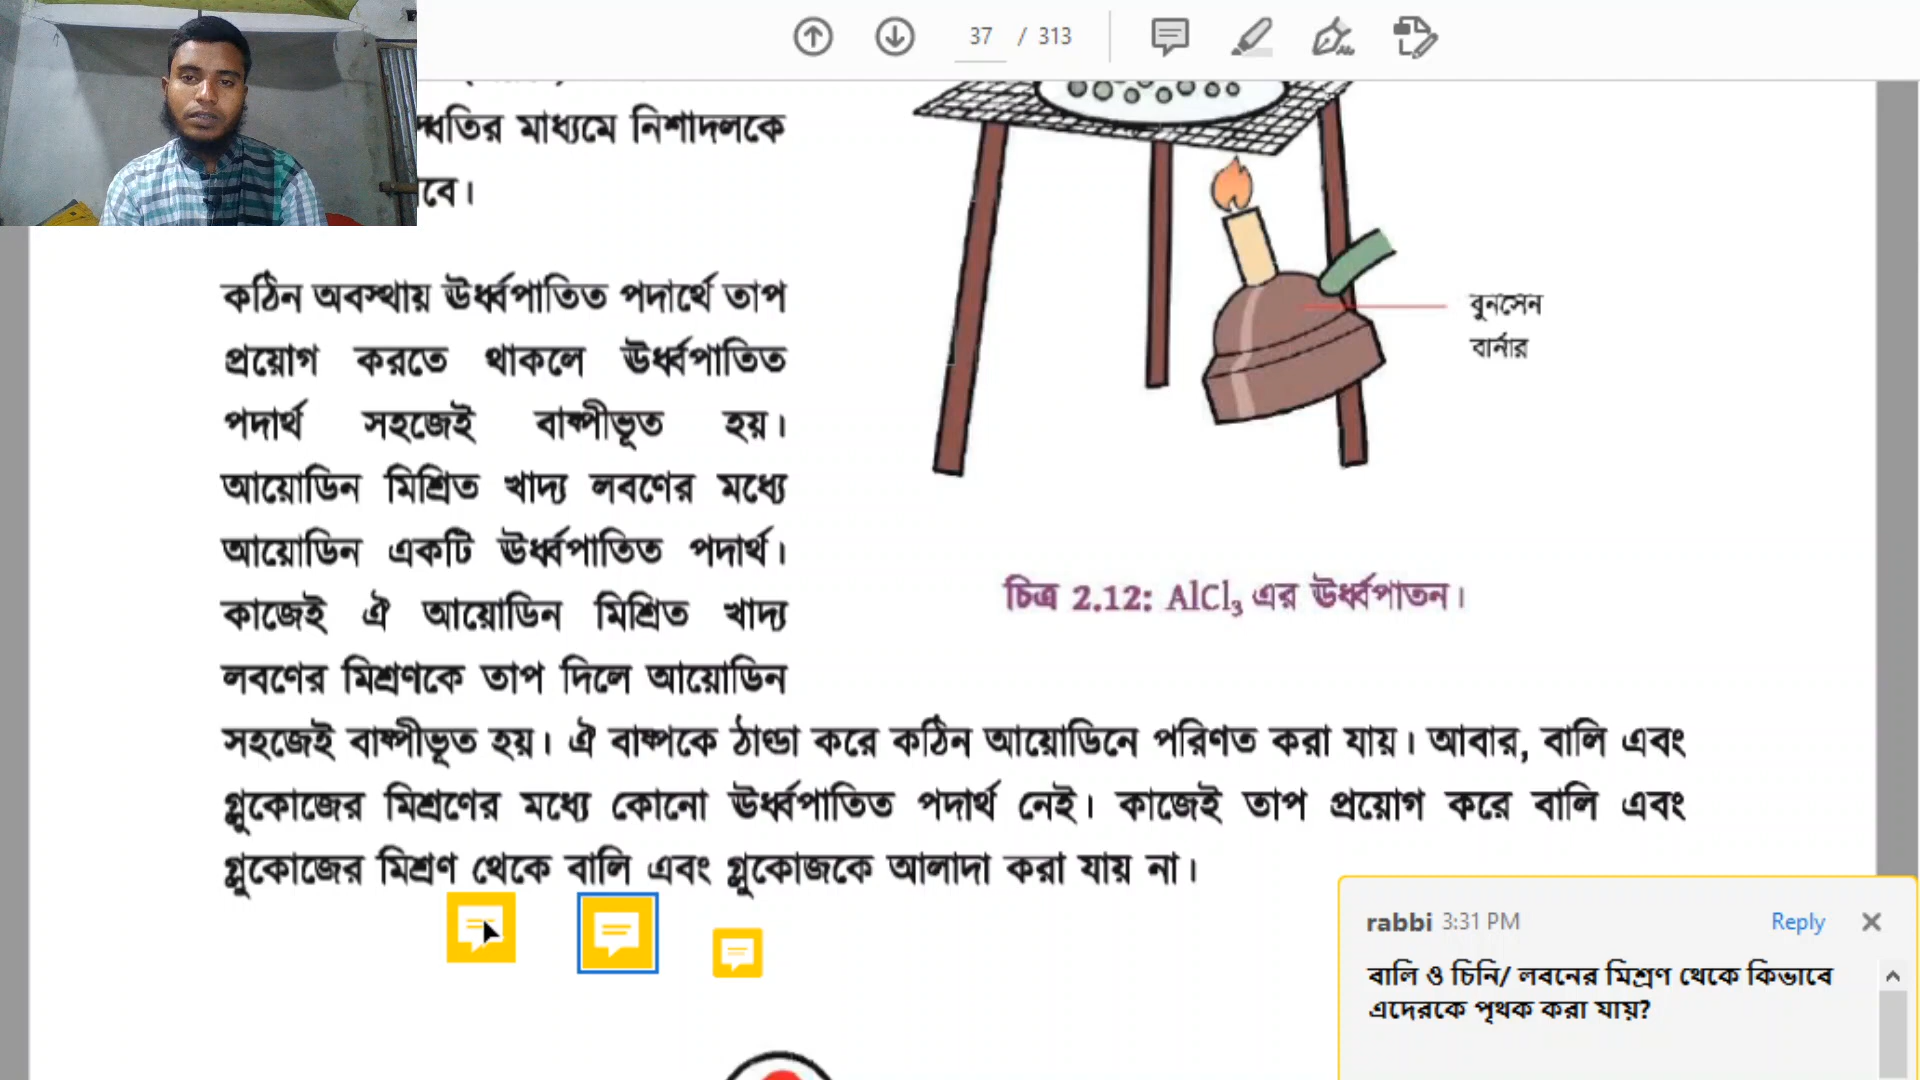 37 / 313
মাধ্যমে নিশাদলকে
কঠিন অবস্থায় ঊর্ধ্বপাতিত পদার্থে তাপ
প্রয়োগ করতে থাকলে ঊর্ধ্বপাতিত
পদার্থ সহজেই বাষ্পীভূত হয়।
আয়োডিন মিশ্রিত খাদ্য লবণের মধ্যে
আয়োডিন একটি ঊর্ধ্বপাতিত পদার্থ।
কাজেই ঐ আয়োডিন মিশ্রিত খাদ্য
লবণের মিশ্রণকে তাপ দিলে আয়োডিন
সহজেই বাষ্পীভূত হয়। ঐ বাষ্পকে ঠাণ্ডা করে কঠিন আয়োডিনে পরিণত করা যায়। আবার, বালি এবং
গ্লুকোজের মিশ্রণের মধ্যে কোনো ঊর্ধ্বপাতিত পদার্থ নেই। কাজেই তাপ প্রয়োগ করে বালি এবং
গ্লুকোজের মিশ্রণ থেকে বালি এবং গ্লুকোজকে আলাদা করা যায় না।
বুনসেন
বার্নার
চিত্র 2.12: AlCl₃ এর ঊর্ধ্বপাতন।
rabbi 3:31 PM Reply
বালি ও চিনি/ লবনের মিশ্রণ থেকে কিভাবে
এদেরকে পৃথক করা যায়?